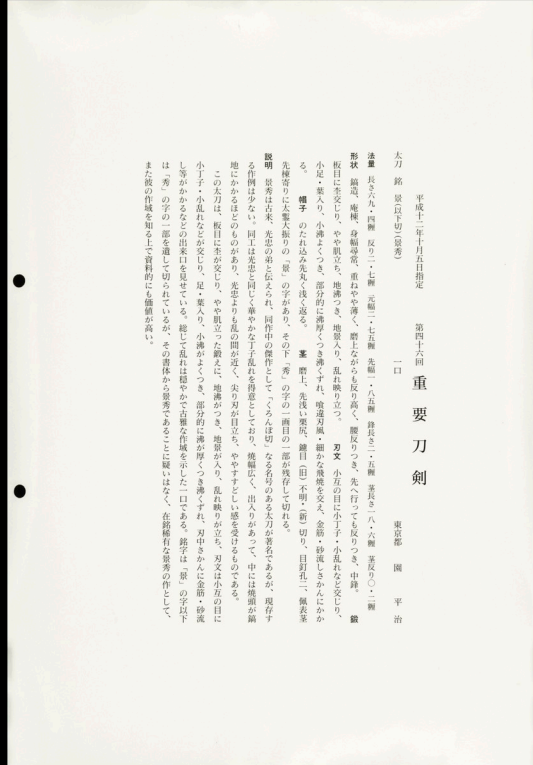 平成十二年十月五日指定　第四十六回　重要刀剣
太刀　銘　景(以下切)(景秀)　一口　東京都　園　平治
法量　長さ六九・四糎　反り二・七糎　元幅二・七五糎　先幅一・八五糎　鋒長さ二・五糎　茎長さ一八・六糎　茎反り〇・二糎
形状　鎬造、庵棟、身幅尋常、重ねやや薄く、磨上ながらも反り高く、腰反りつき、先へ行っても反りつき、中鋒。　鍛
板目に杢交じり、やや肌立ち、地沸つき、地景入り、乱れ映り立つ。　刃文　小互の目に小丁子・小乱れなど交じり、
小足・葉入り、小沸よくつき、部分的に沸厚くつき沸くずれ、喰違刃風・細かな飛焼を交え、金筋・砂流しさかんにかか
る。　帽子　のたれ込み先丸く浅く返る。　茎　磨上、先浅い栗尻、鑢目(旧)不明・(新)切り、目釘孔二、佩表茎
先棟寄りに太鏨大振りの「景」の字があり、その下「秀」の字の一画目の一部が残存して切れる。
説明　景秀は古来、光忠の弟と伝えられ、同作中の傑作として「くろんぼ切」なる名号のある太刀が著名であるが、現存す
る作例は少ない。同工は光忠と同じく華やかな丁子乱れを得意としており、焼幅広く、出入りがあって、中には焼頭が鎬
地にかかるほどのものがあり、光忠よりも乱の間が近く、尖り刃が目立ち、ややすすどしい感を受けるものである。
この太刀は、板目に杢が交じり、やや肌立った鍛えに、地沸がつき、地景が入り、乱れ映りが立ち、刃文は小互の目に
小丁子・小乱れなどが交じり、足・葉入り、小沸がよくつき、部分的に沸が厚くつき沸くずれ、刃中さかんに金筋・砂流
し等がかかるなどの出来口を見せている。総じて乱れは穏やかで古雅な作域を示した一口である。銘字は「景」の字以下
は「秀」の字の一部を遺して切られているが、その書体から景秀であることに疑いはなく、在銘稀有な景秀の作として、
また彼の作域を知る上で資料的にも価値が高い。